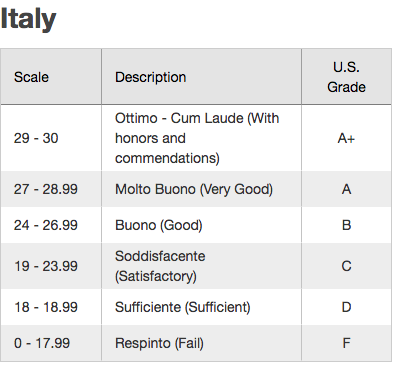 Italy
Scale Description U.S. Grade
29 - 30 Ottimo - Cum Laude (With honors and commendations) A+
27 - 28.99 Molto Buono (Very Good) A
24 - 26.99 Buono (Good) B
19 - 23.99 Soddisfacente (Satisfactory) C
18 - 18.99 Sufficiente (Sufficient) D
0 - 17.99 Respinto (Fail) F